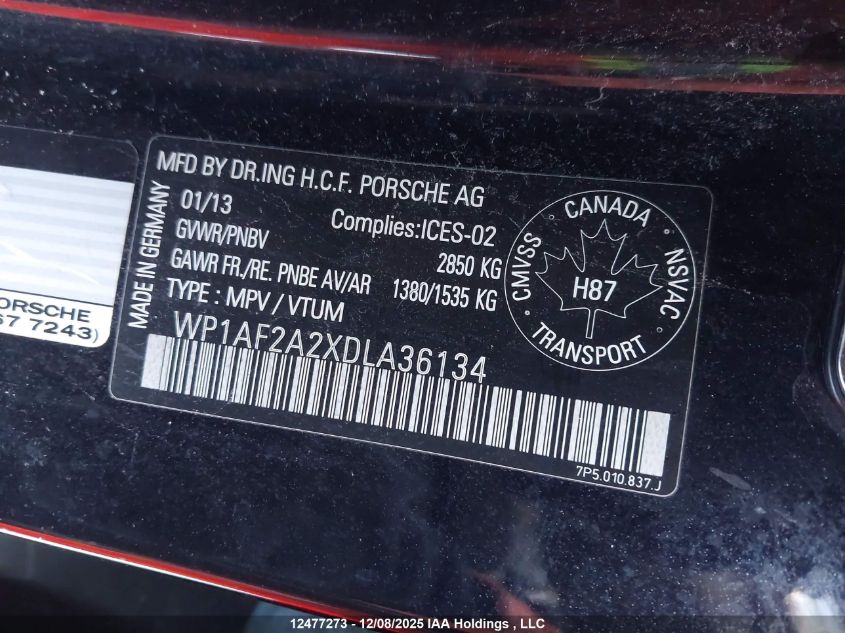 MFD BY DR.ING H.C.F. PORSCHE AG
MADE IN GERMANY
01/13
Complies:ICES-02
GWWR/PNBV 2850 KG
GAWR FR,/RE. PNBE AV/AR 1380/1535 KG
TYPE : MPV / VTUM
WP1AF2A2XDLA36134
7P5.010.837.J
CANADA
CMVSS
NSVAC
H87
TRANSPORT
PORSCHE
67 7243)
12477273 - 12/08/2025 IAA Holdings , LLC